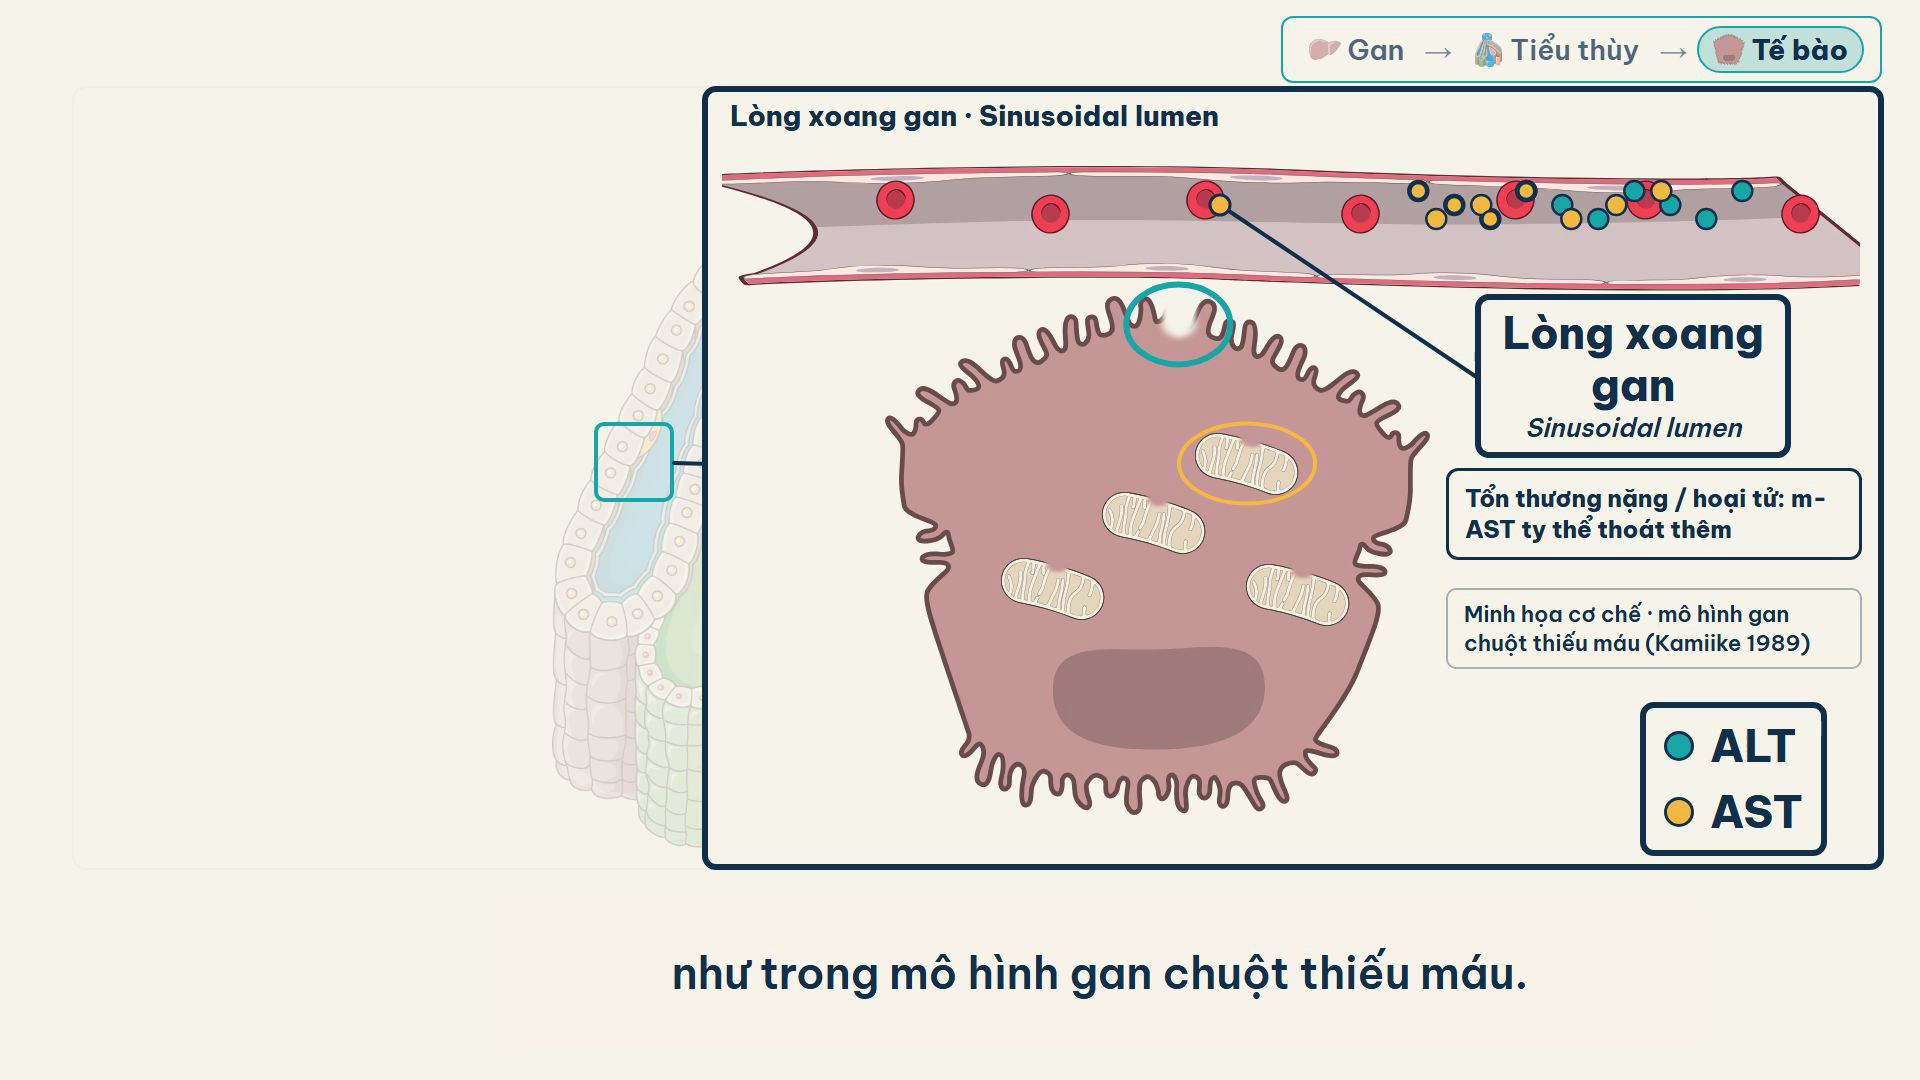 Gan → Tiểu thùy → Tế bào
Lòng xoang gan · Sinusoidal lumen
Lòng xoang
gan
Sinusoidal lumen
Tổn thương nặng / hoại tử: m-
AST ty thể thoát thêm
Minh họa cơ chế · mô hình gan
chuột thiếu máu (Kamiike 1989)
ALT
AST
như trong mô hình gan chuột thiếu máu.